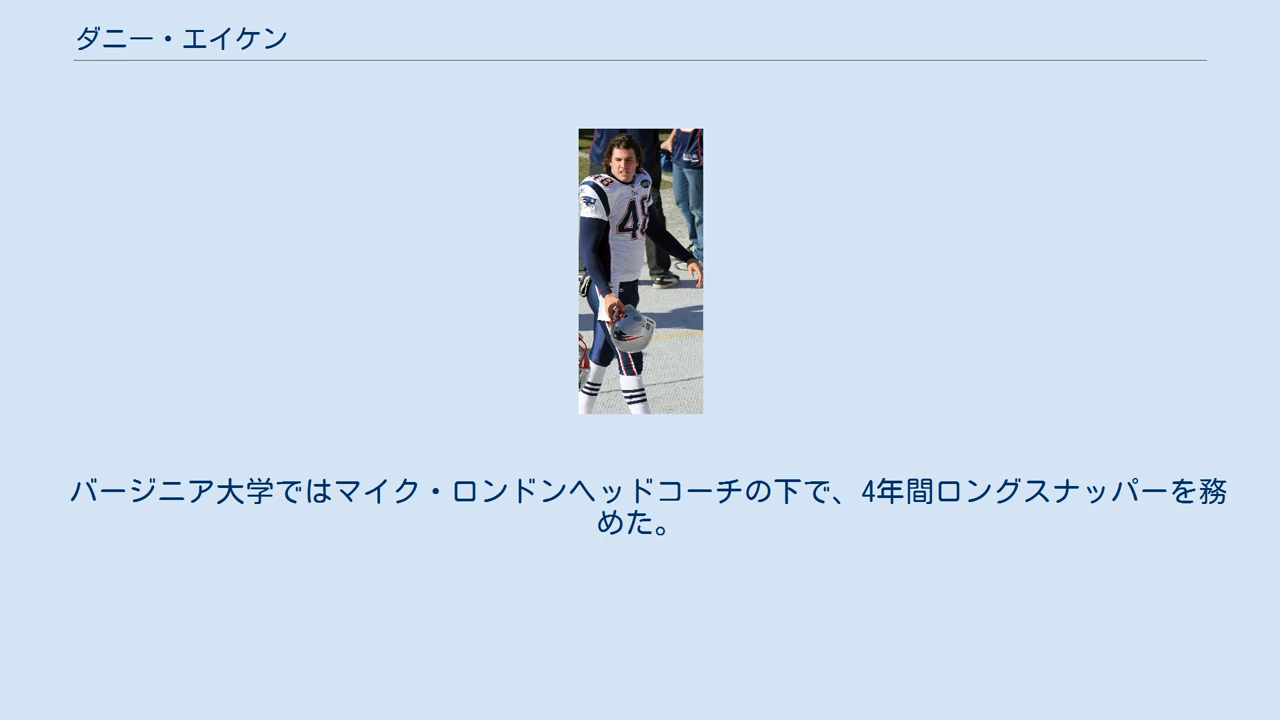 ダニー・エイケン
48
48
バージニア大学ではマイク・ロンドンヘッドコーチの下で、4年間ロングスナッパーを務
めた。